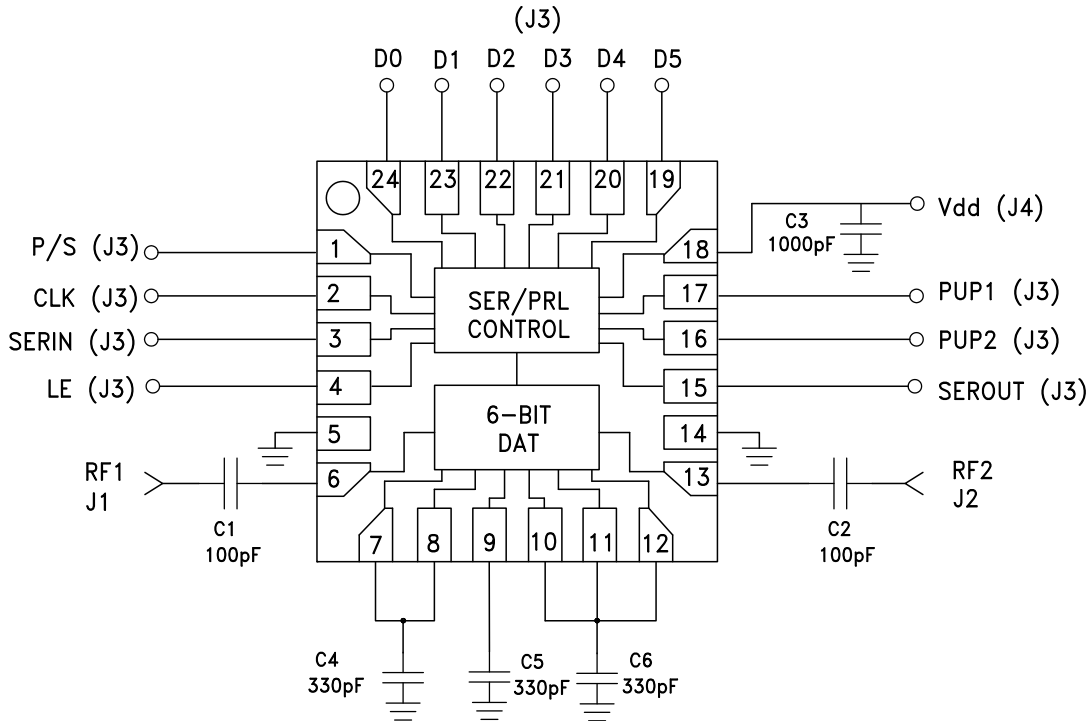 (J3)
D0 D1 D2 D3 D4 D5
24 23 22 21 20 19
C3
1000pF
Vdd (J4)
P/S (J3)
1
18
CLK (J3)
2
SER/PRL
CONTROL
17
PUP1 (J3)
SERIN (J3)
3
16
PUP2 (J3)
LE (J3)
4
15
SEROUT (J3)
5
6-BIT
DAT
14
RF1
J1
6
13
RF2
J2
C1
100pF
7 8 9 10 11 12
C2
100pF
C4
330pF
C5
330pF
C6
330pF